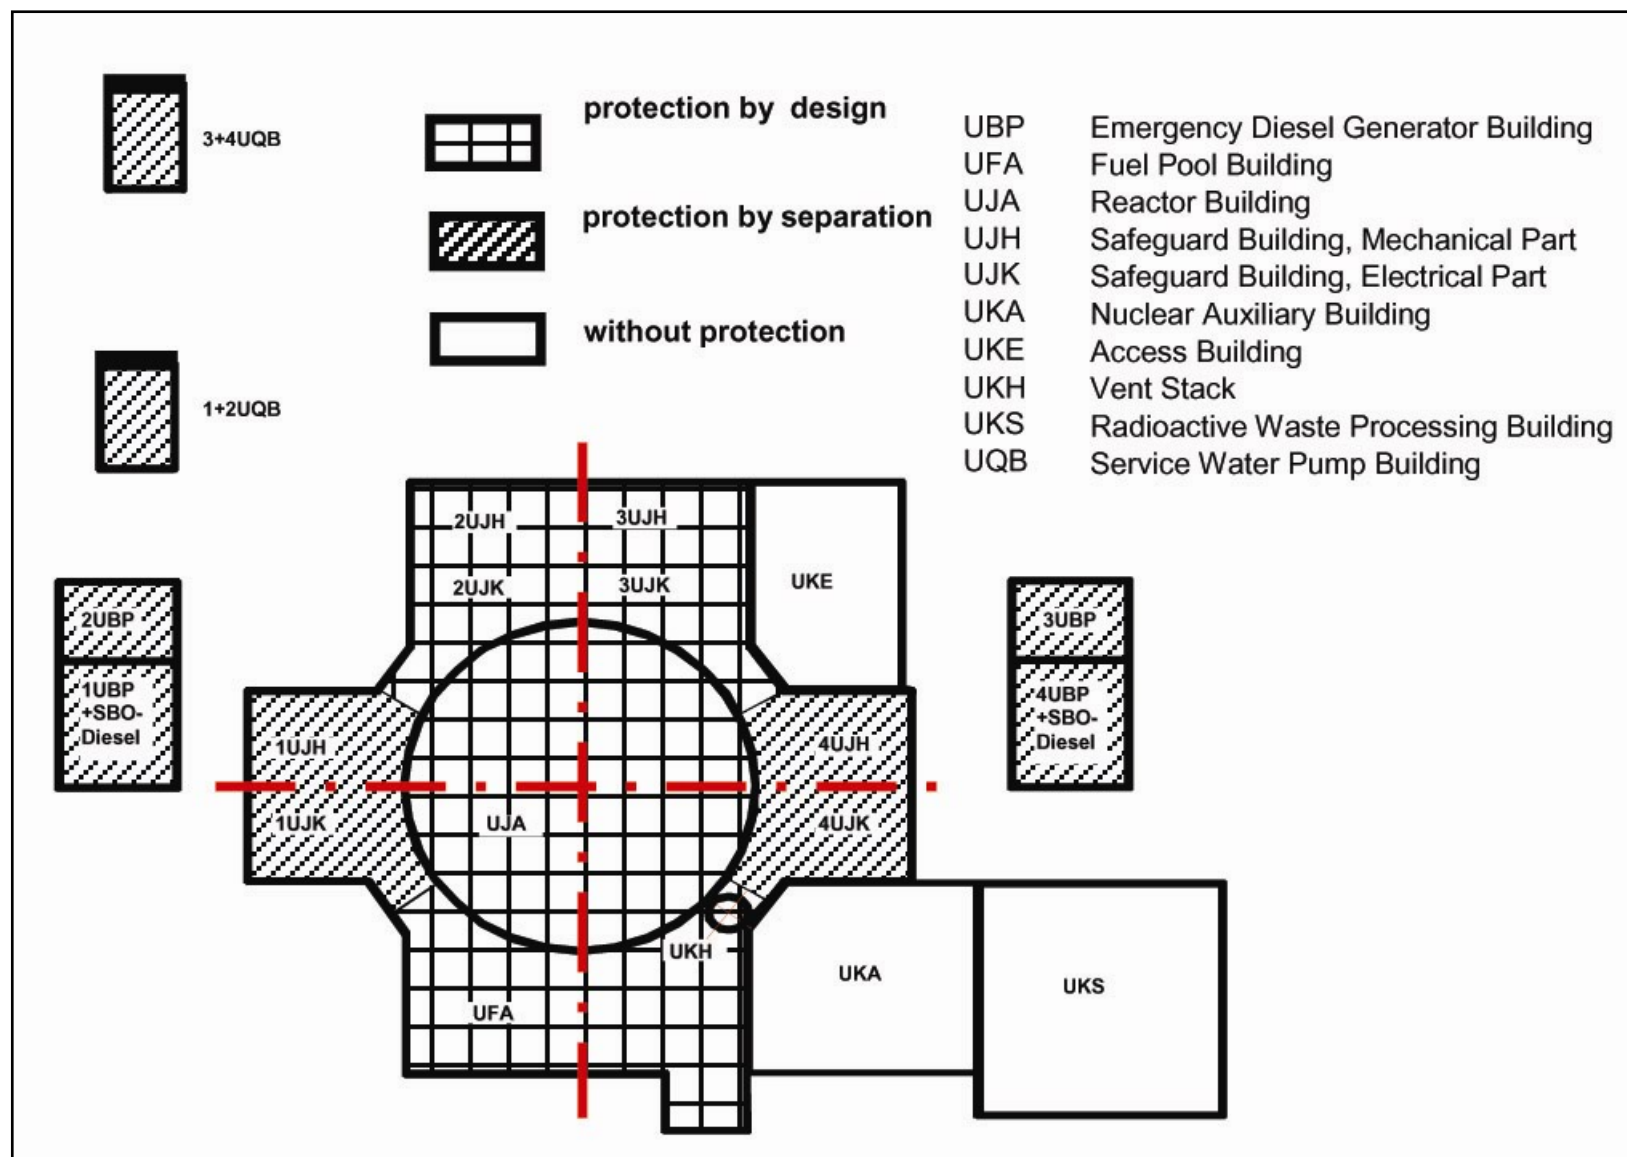 3+4UQB
1+2UQB
protection by design
protection by separation
without protection
UBP Emergency Diesel Generator Building
UFA Fuel Pool Building
UJA Reactor Building
UJH Safeguard Building, Mechanical Part
UJK Safeguard Building, Electrical Part
UKA Nuclear Auxiliary Building
UKE Access Building
UKH Vent Stack
UKS Radioactive Waste Processing Building
UQB Service Water Pump Building
2UJH
3UJH
2UJK
3UJK
UKE
2UBP
1UBP
+SBO-
Diesel
3UBP
4UBP
+SBO-
Diesel
1UJH
1UJK
4UJH
4UJK
UJA
UKH
UFA
UKA
UKS